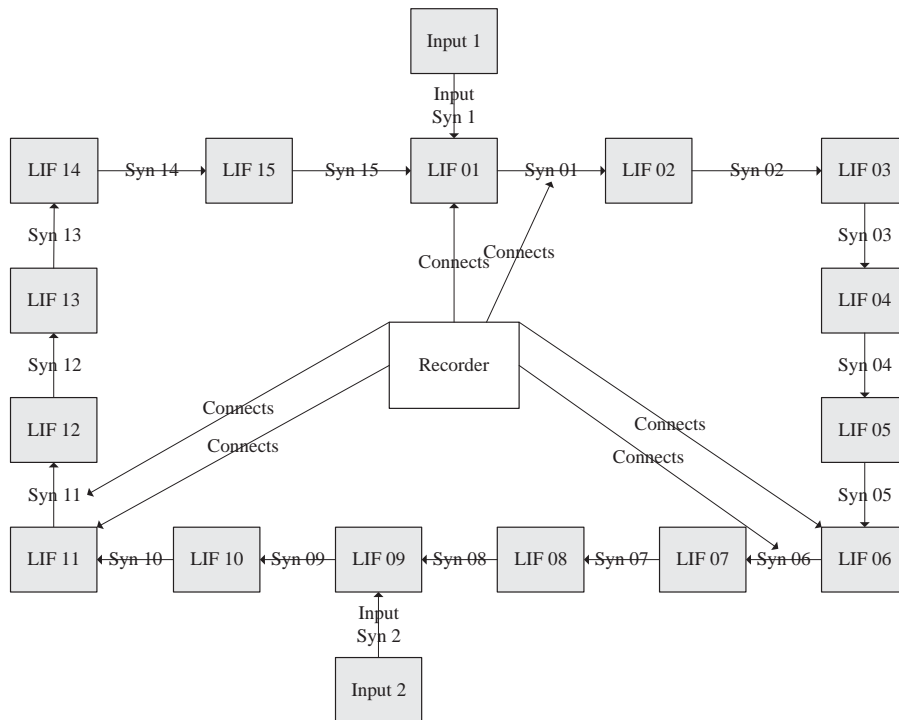 Input 1
Input
Syn 1
LIF 14
Syn 14
LIF 15
Syn 15
LIF 01
Syn 01
LIF 02
Syn 02
LIF 03
Syn 13
Syn 03
Connects
Connects
LIF 13
LIF 04
Syn 12
Recorder
Syn 04
Connects
Connects
LIF 12
LIF 05
Connects
Connects
Syn 11
Syn 05
LIF 11
Syn 10
LIF 10
Syn 09
LIF 09
Syn 08
LIF 08
Syn 07
LIF 07
Syn 06
LIF 06
Input
Syn 2
Input 2